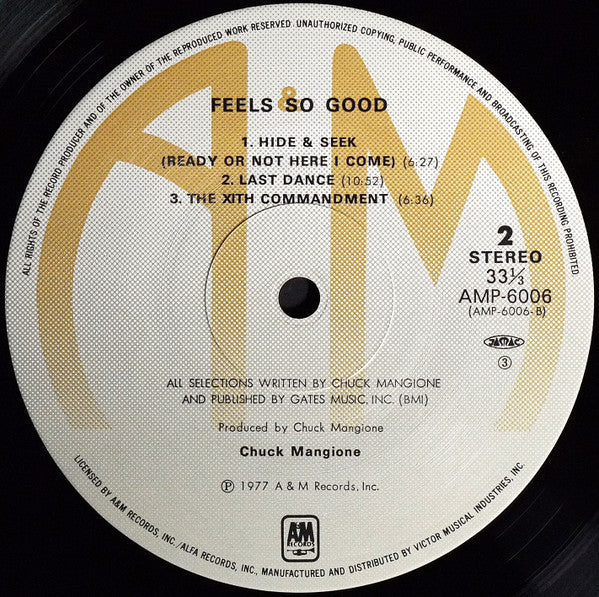 ALL RIGHTS OF THE RECORD PRODUCER AND OF THE OWNER OF THE REPRODUCED WORK RESERVED. UNAUTHORIZED COPYING, PUBLIC PERFORMANCE AND BROADCASTING OF THIS RECORDING PROHIBITED
A&M
FEELS SO GOOD
1. HIDE & SEEK
(READY OR NOT HERE I COME) (6:27)
2. LAST DANCE (10:52)
3. THE XITH COMMANDMENT (6:36)
2
STEREO
33⅓
AMP-6006
(AMP-6006-B)
JASRAC
③
ALL SELECTIONS WRITTEN BY CHUCK MANGIONE
AND PUBLISHED BY GATES MUSIC, INC. (BMI)
Produced by Chuck Mangione
Chuck Mangione
Ⓟ 1977 A & M Records, Inc.
A&M
RECORDS
LICENSED BY A&M RECORDS, INC./ALFA RECORDS, INC., MANUFACTURED AND DISTRIBUTED BY VICTOR MUSICAL INDUSTRIES, INC.